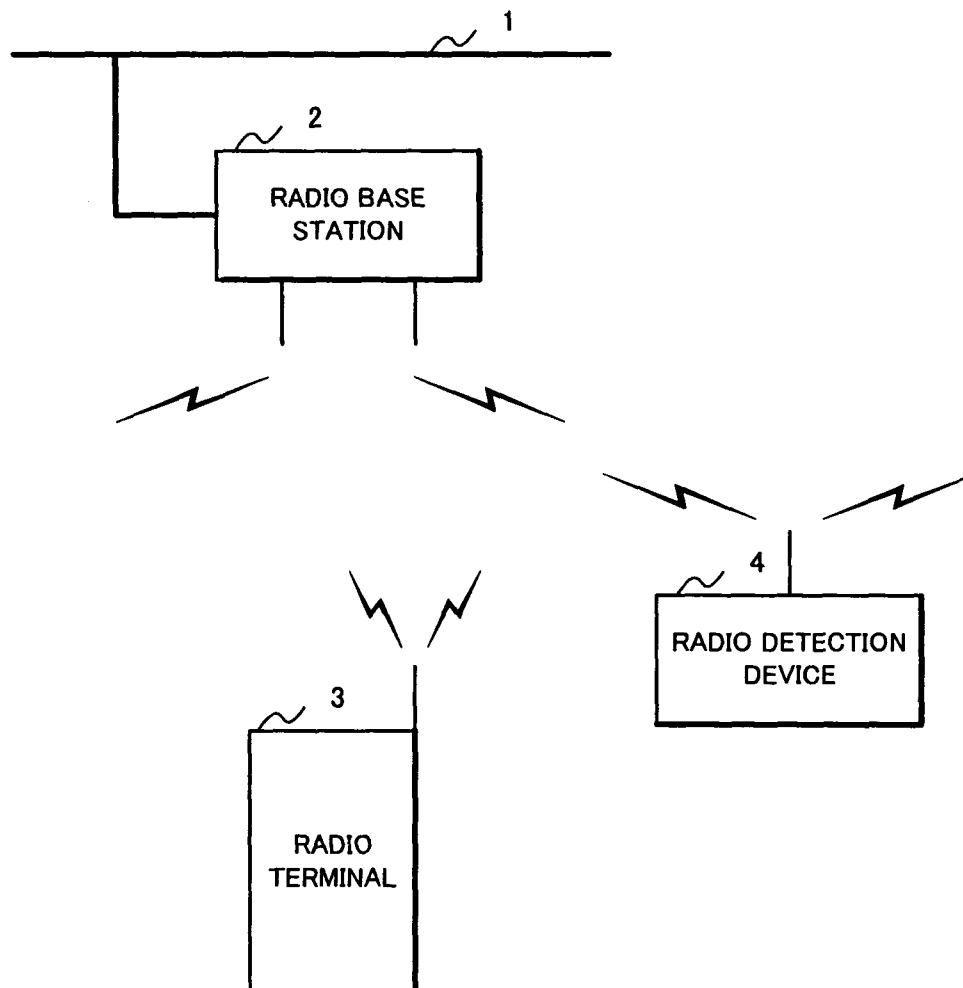 1
2
RADIO BASE
STATION
4
RADIO DETECTION
DEVICE
3
RADIO
TERMINAL